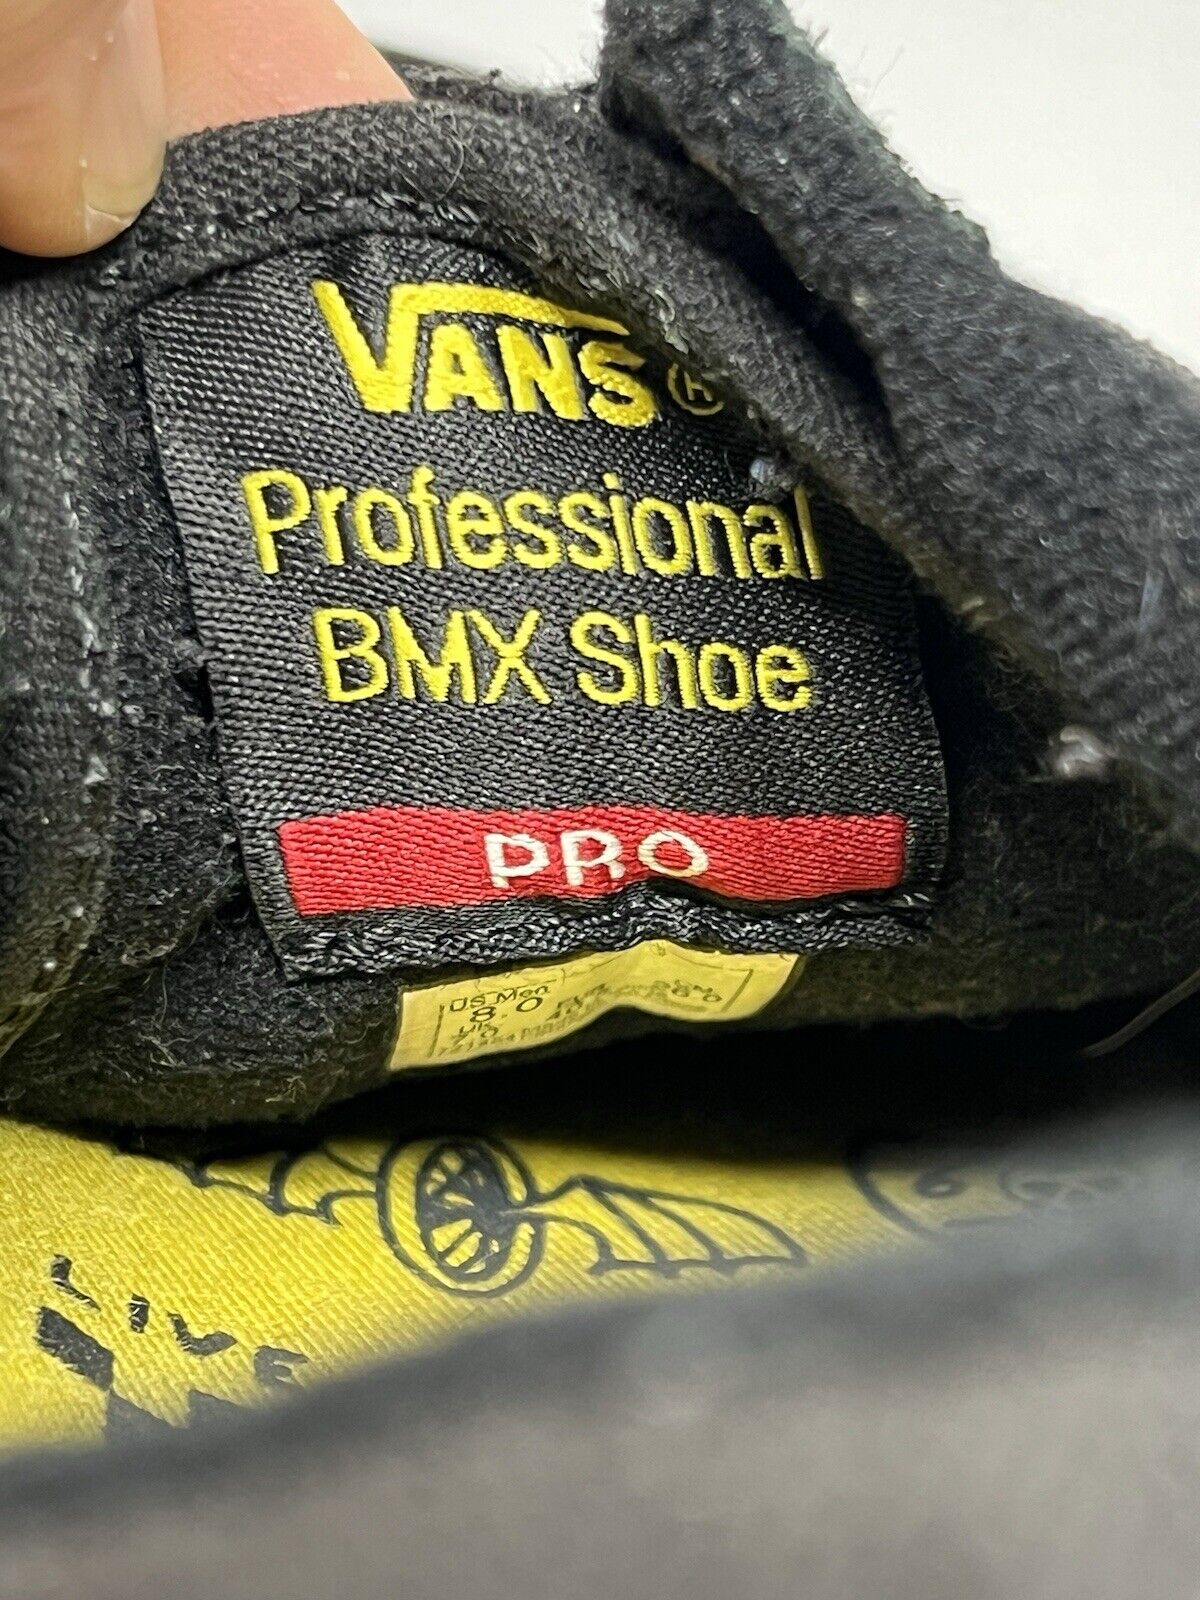 VANS®
Professional
BMX Shoe
PRO
US Men
8.0